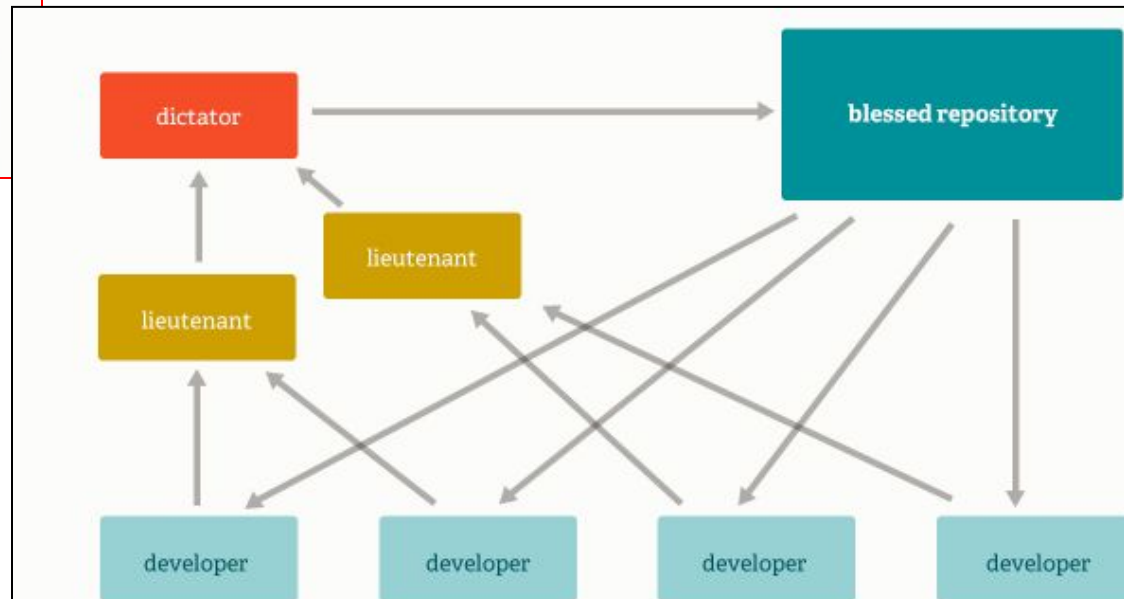 dictator
blessed repository
lieutenant
lieutenant
developer
developer
developer
developer